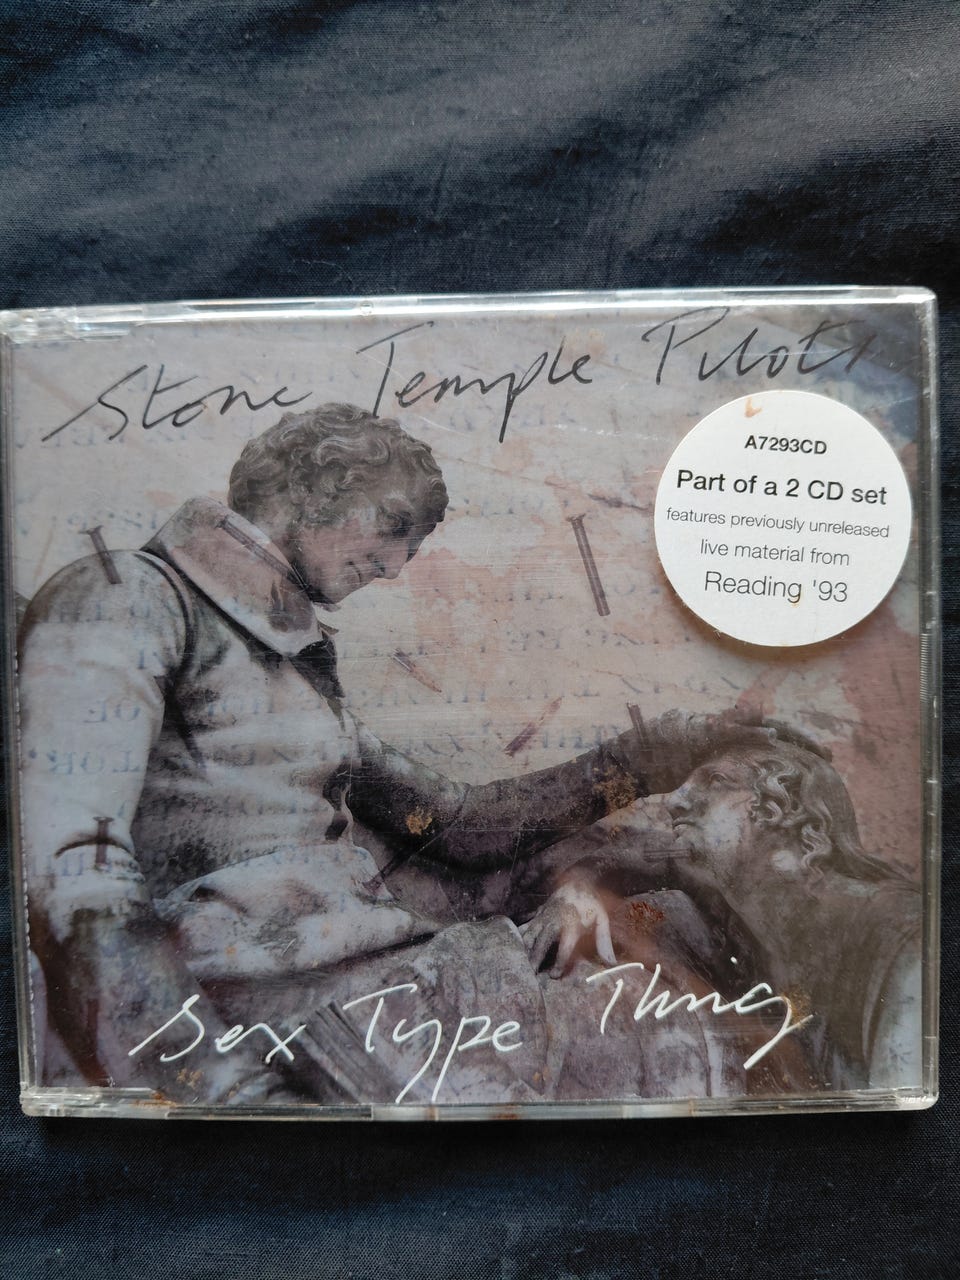 Stone Temple Pilots
A7293CD
Part of a 2 CD set
features previously unreleased
live material from
Reading '93
Sex Type Thing